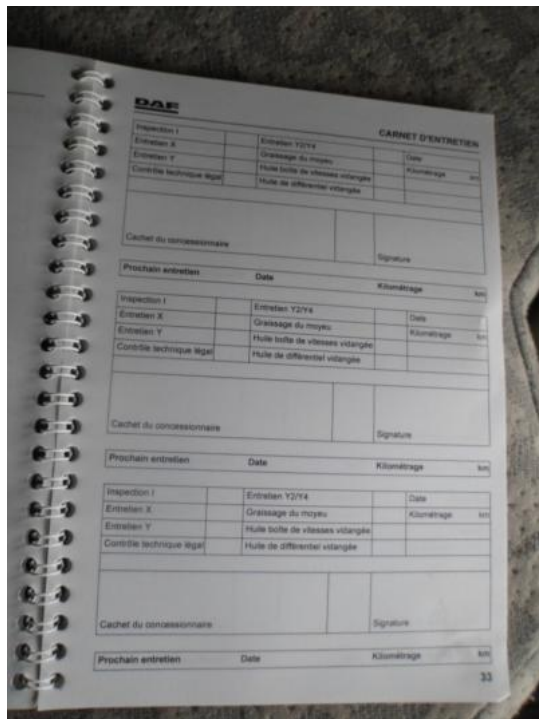 DAF
CARNET D'ENTRETIEN
Inspection I Entretien Y2/Y4 Date
Entretien X Graissage du moyeu Kilométrage km
Entretien Y Huile boîte de vitesses vidangée
Contrôle technique légal Huile de différentiel vidangée
Cachet du concessionnaire Signature
Prochain entretien Date Kilométrage km
Inspection I Entretien Y2/Y4 Date
Entretien X Graissage du moyeu Kilométrage km
Entretien Y Huile boîte de vitesses vidangée
Contrôle technique légal Huile de différentiel vidangée
Cachet du concessionnaire Signature
Prochain entretien Date Kilométrage km
Inspection I Entretien Y2/Y4 Date
Entretien X Graissage du moyeu Kilométrage km
Entretien Y Huile boîte de vitesses vidangée
Contrôle technique légal Huile de différentiel vidangée
Cachet du concessionnaire Signature
Prochain entretien Date Kilométrage km
33